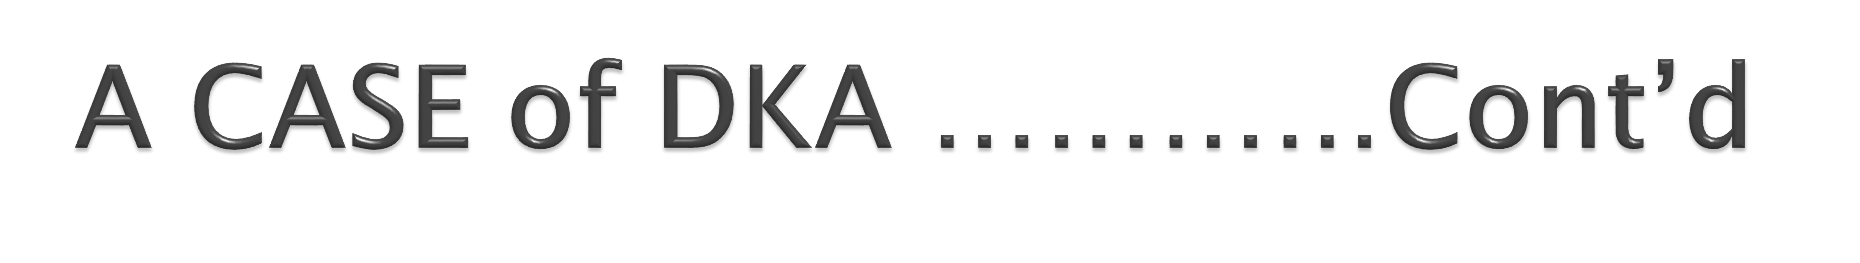 A CASE of DKA ............Cont’d